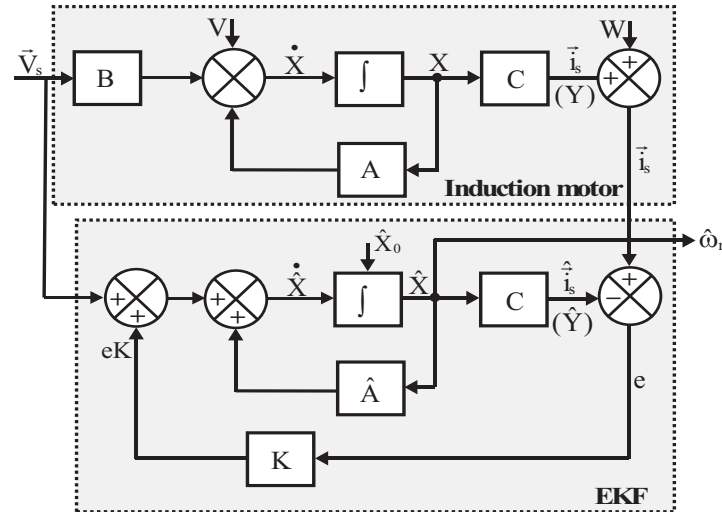 V
W
V⃗ₛ
B
Ẋ
∫
X
C
i⃗ₛ
(Y)
+
+
A
Induction motor
i⃗ₛ
X̂₀
ω̂ᵣ
+
+
+
+
X̂̇
∫
X̂
C
î⃗ₛ
(Ŷ)
+
−
eK
Â
e
K
EKF